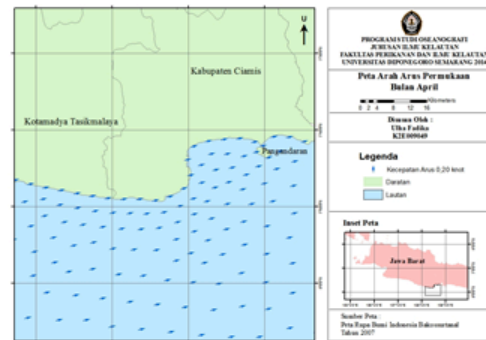 U
Kabupaten Ciamis
Kotamadya Tasikmalaya
Pangandaran
PROGRAM STUDI OSEANOGRAFI
JURUSAN ILMU KELAUTAN
FAKULTAS PERIKANAN DAN ILMU KELAUTAN
UNIVERSITAS DIPONEGORO SEMARANG 2014
Peta Arah Arus Permukaan
Bulan April
Kilometers
Disusun Oleh :
Ulha Fadika
K2E009049
Legenda
Kecepatan Arus 0,20 knot
Daratan
Lautan
Inset Peta
Jawa Barat
Sumber Peta :
Peta Rupa Bumi Indonesia Bakosurtanal
Tahun 2007